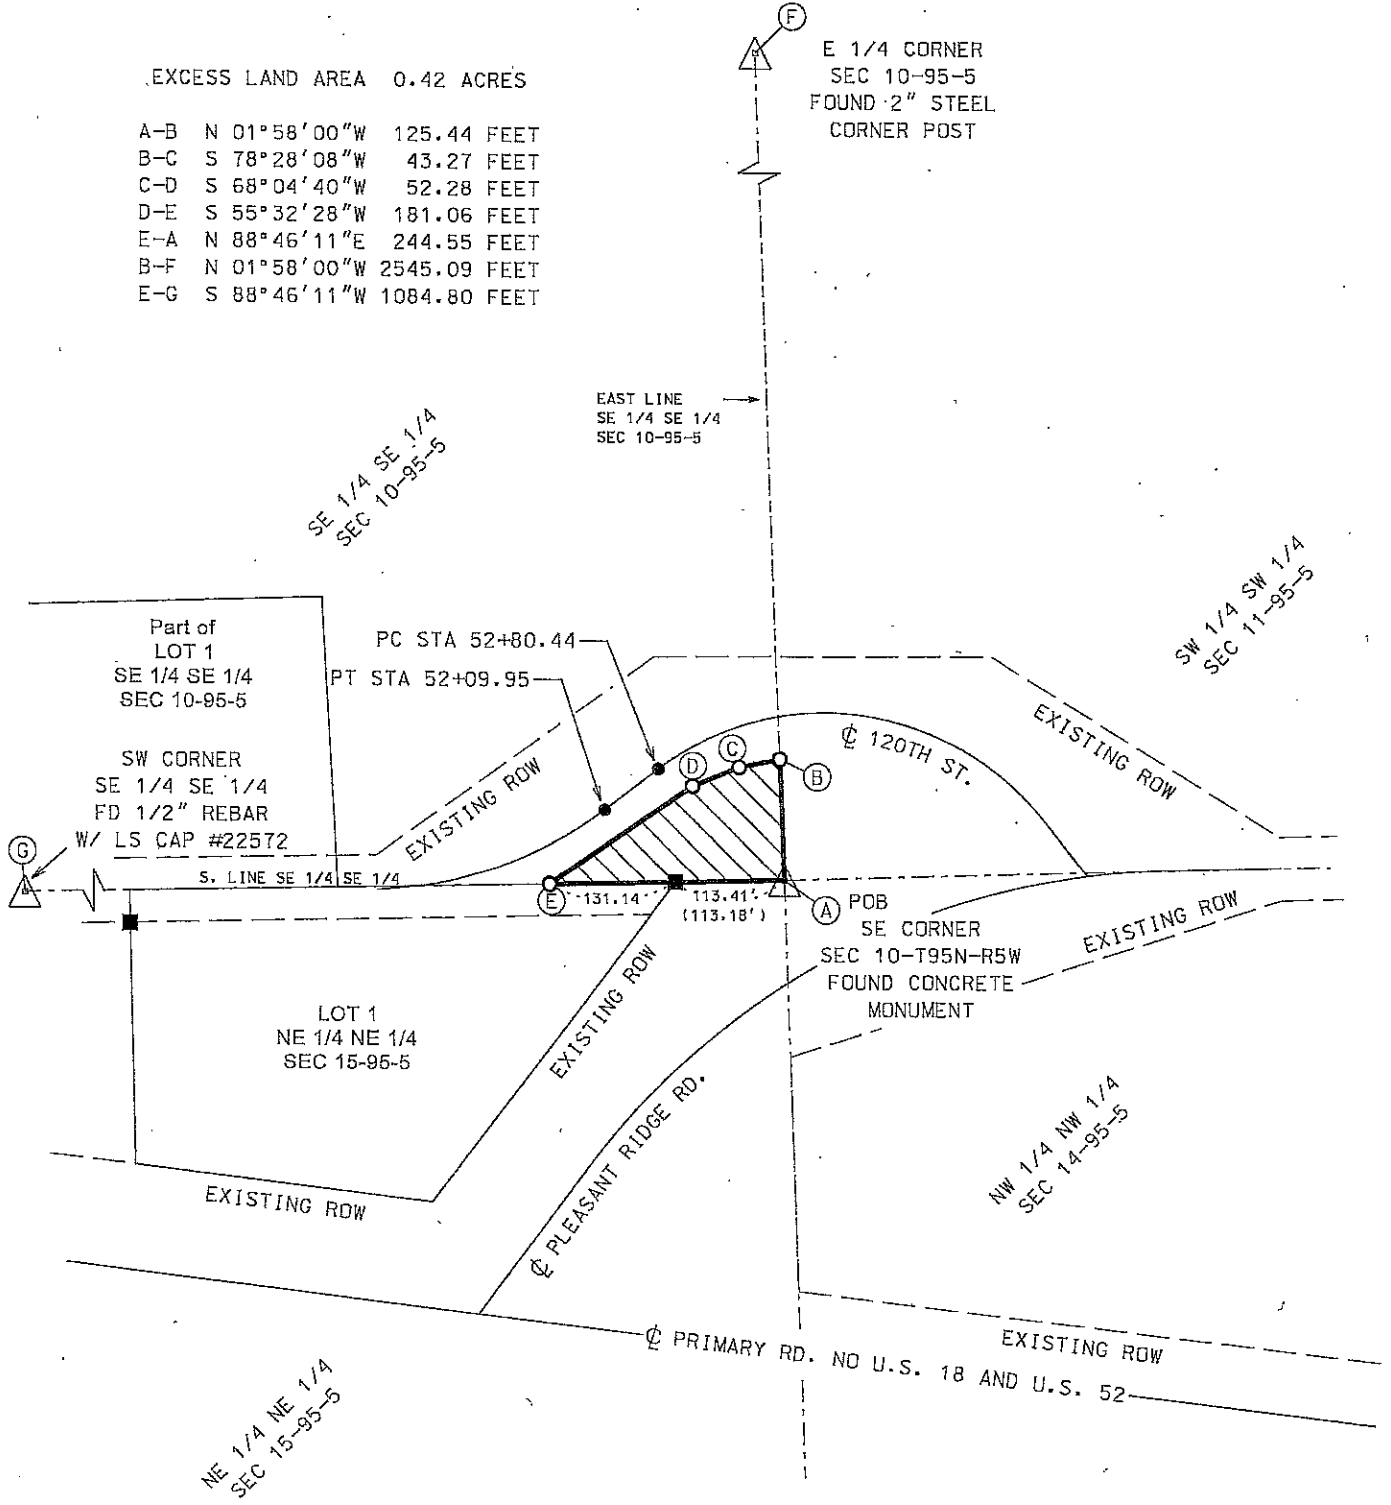 F
E 1/4 CORNER
SEC 10-95-5
FOUND 2" STEEL
CORNER POST
EXCESS LAND AREA 0.42 ACRES
A-B N 01°58'00"W 125.44 FEET
B-C S 78°28'08"W 43.27 FEET
C-D S 68°04'40"W 52.28 FEET
D-E S 55°32'28"W 181.06 FEET
E-A N 88°46'11"E 244.55 FEET
B-F N 01°58'00"W 2545.09 FEET
E-G S 88°46'11"W 1084.80 FEET
EAST LINE
SE 1/4 SE 1/4
SEC 10-95-5
SE 1/4 SE 1/4
SEC 10-95-5
SW 1/4 SW 1/4
SEC 11-95-5
Part of
LOT 1
SE 1/4 SE 1/4
SEC 10-95-5
PC STA 52+80.44
PT STA 52+09.95
SW CORNER
SE 1/4 SE 1/4
FD 1/2" REBAR
W/ LS CAP #22572
G
S. LINE SE 1/4 SE 1/4
EXISTING ROW
D
C
B
℄ 120TH ST.
EXISTING ROW
E
131.14'
113.41'
(113.18')
A
POB
SE CORNER
SEC 10-T95N-R5W
FOUND CONCRETE
MONUMENT
EXISTING ROW
LOT 1
NE 1/4 NE 1/4
SEC 15-95-5
EXISTING ROW
EXISTING ROW
℄ PLEASANT RIDGE RD.
NW 1/4 NW 1/4
SEC 14-95-5
℄ PRIMARY RD. NO U.S. 18 AND U.S. 52
EXISTING ROW
NE 1/4 NE 1/4
SEC 15-95-5